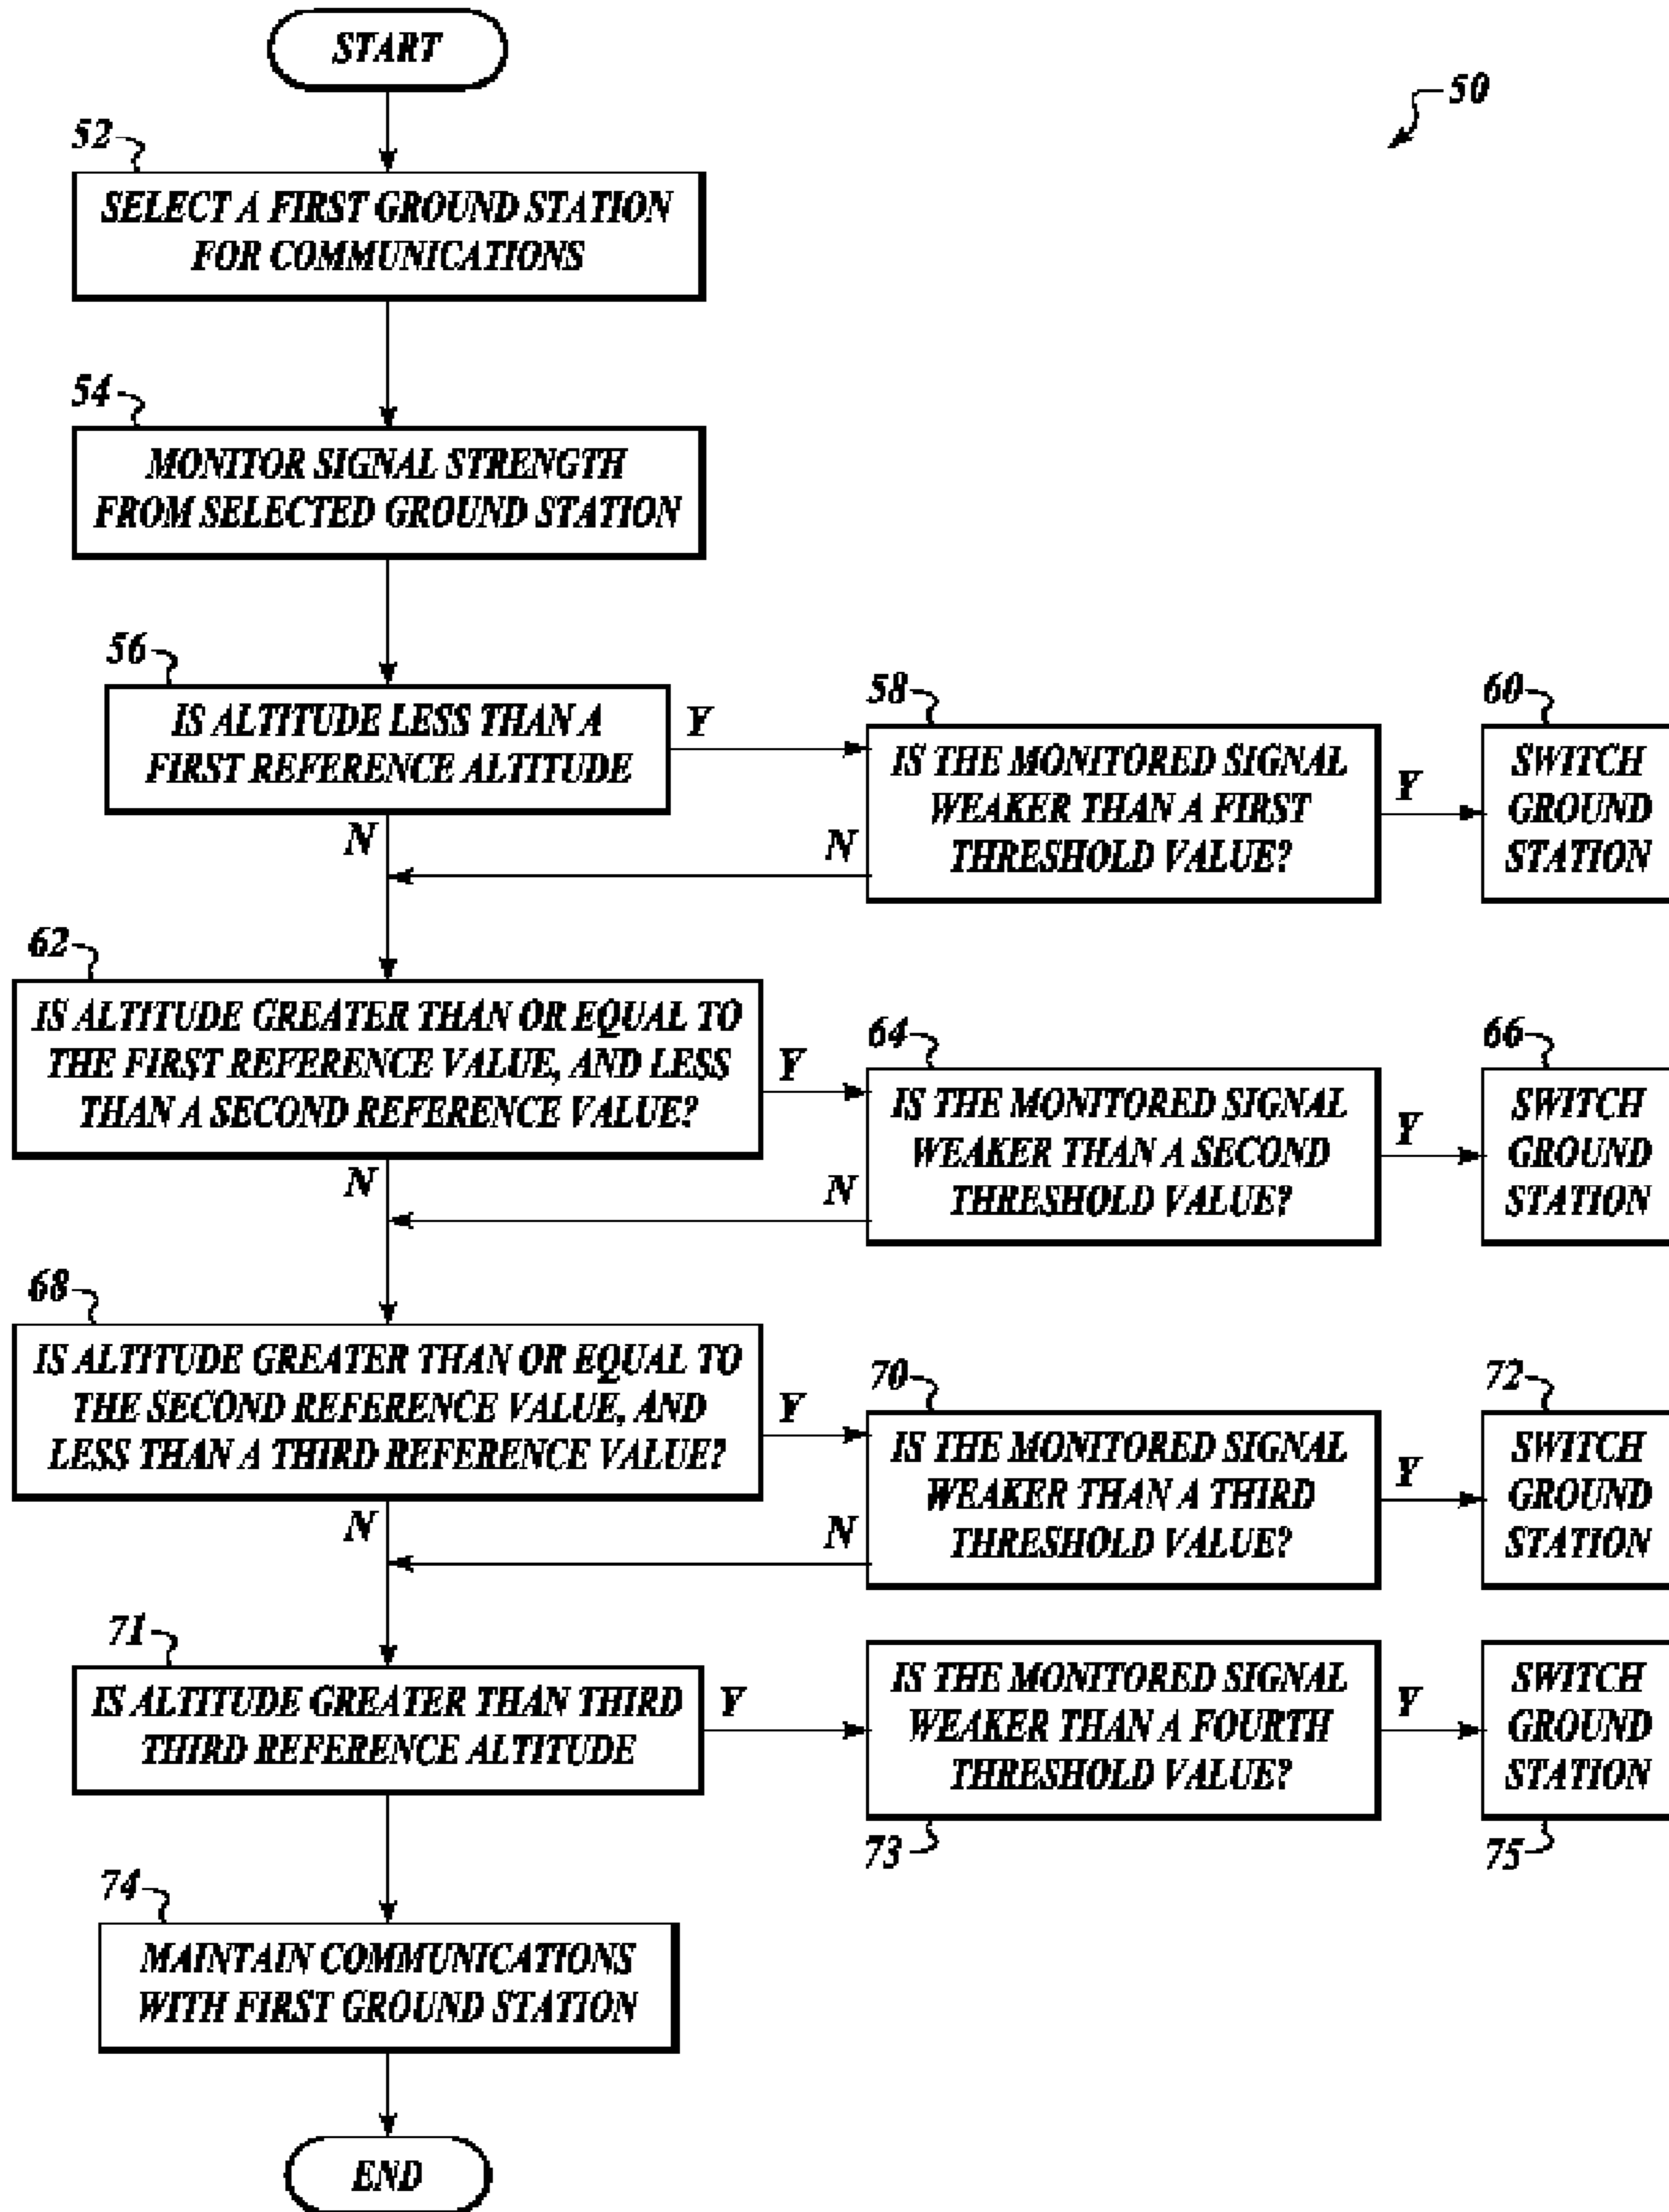 START
50
52
SELECT A FIRST GROUND STATION
FOR COMMUNICATIONS
54
MONITOR SIGNAL STRENGTH
FROM SELECTED GROUND STATION
56
IS ALTITUDE LESS THAN A
FIRST REFERENCE ALTITUDE
Y
N
58
IS THE MONITORED SIGNAL
WEAKER THAN A FIRST
THRESHOLD VALUE?
Y
N
60
SWITCH
GROUND
STATION
62
IS ALTITUDE GREATER THAN OR EQUAL TO
THE FIRST REFERENCE VALUE, AND LESS
THAN A SECOND REFERENCE VALUE?
Y
N
64
IS THE MONITORED SIGNAL
WEAKER THAN A SECOND
THRESHOLD VALUE?
Y
N
66
SWITCH
GROUND
STATION
68
IS ALTITUDE GREATER THAN OR EQUAL TO
THE SECOND REFERENCE VALUE, AND
LESS THAN A THIRD REFERENCE VALUE?
Y
N
70
IS THE MONITORED SIGNAL
WEAKER THAN A THIRD
THRESHOLD VALUE?
Y
N
72
SWITCH
GROUND
STATION
71
IS ALTITUDE GREATER THAN THIRD
THIRD REFERENCE ALTITUDE
Y
IS THE MONITORED SIGNAL
WEAKER THAN A FOURTH
THRESHOLD VALUE?
73
Y
SWITCH
GROUND
STATION
75
74
MAINTAIN COMMUNICATIONS
WITH FIRST GROUND STATION
END